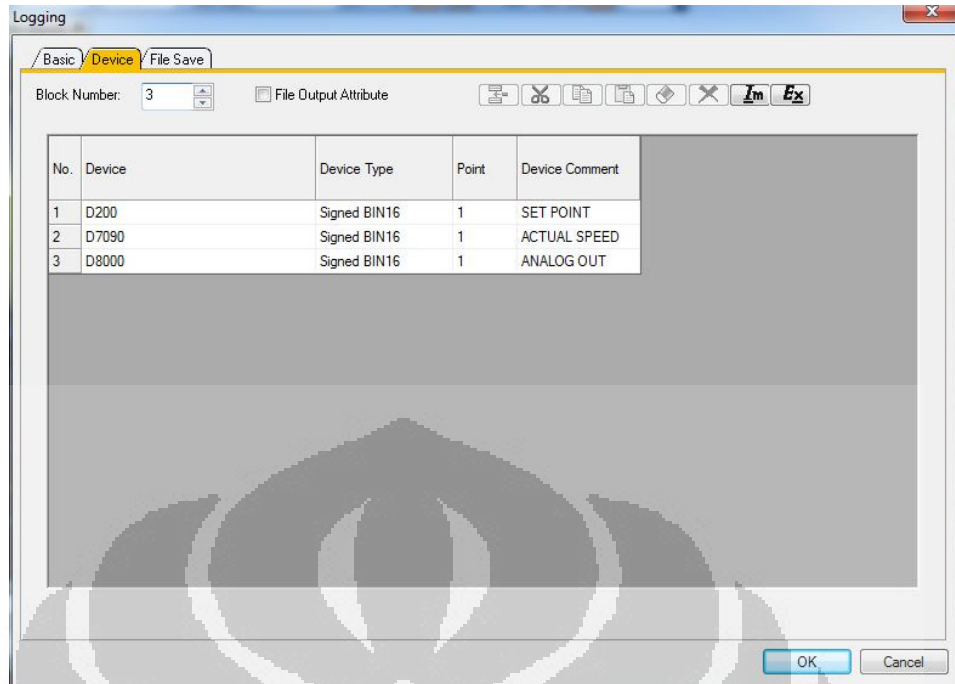 Logging
Basic Device File Save
Block Number: 3 File Output Attribute Im Ex
No. Device Device Type Point Device Comment
1 D200 Signed BIN16 1 SET POINT
2 D7090 Signed BIN16 1 ACTUAL SPEED
3 D8000 Signed BIN16 1 ANALOG OUT
OK Cancel